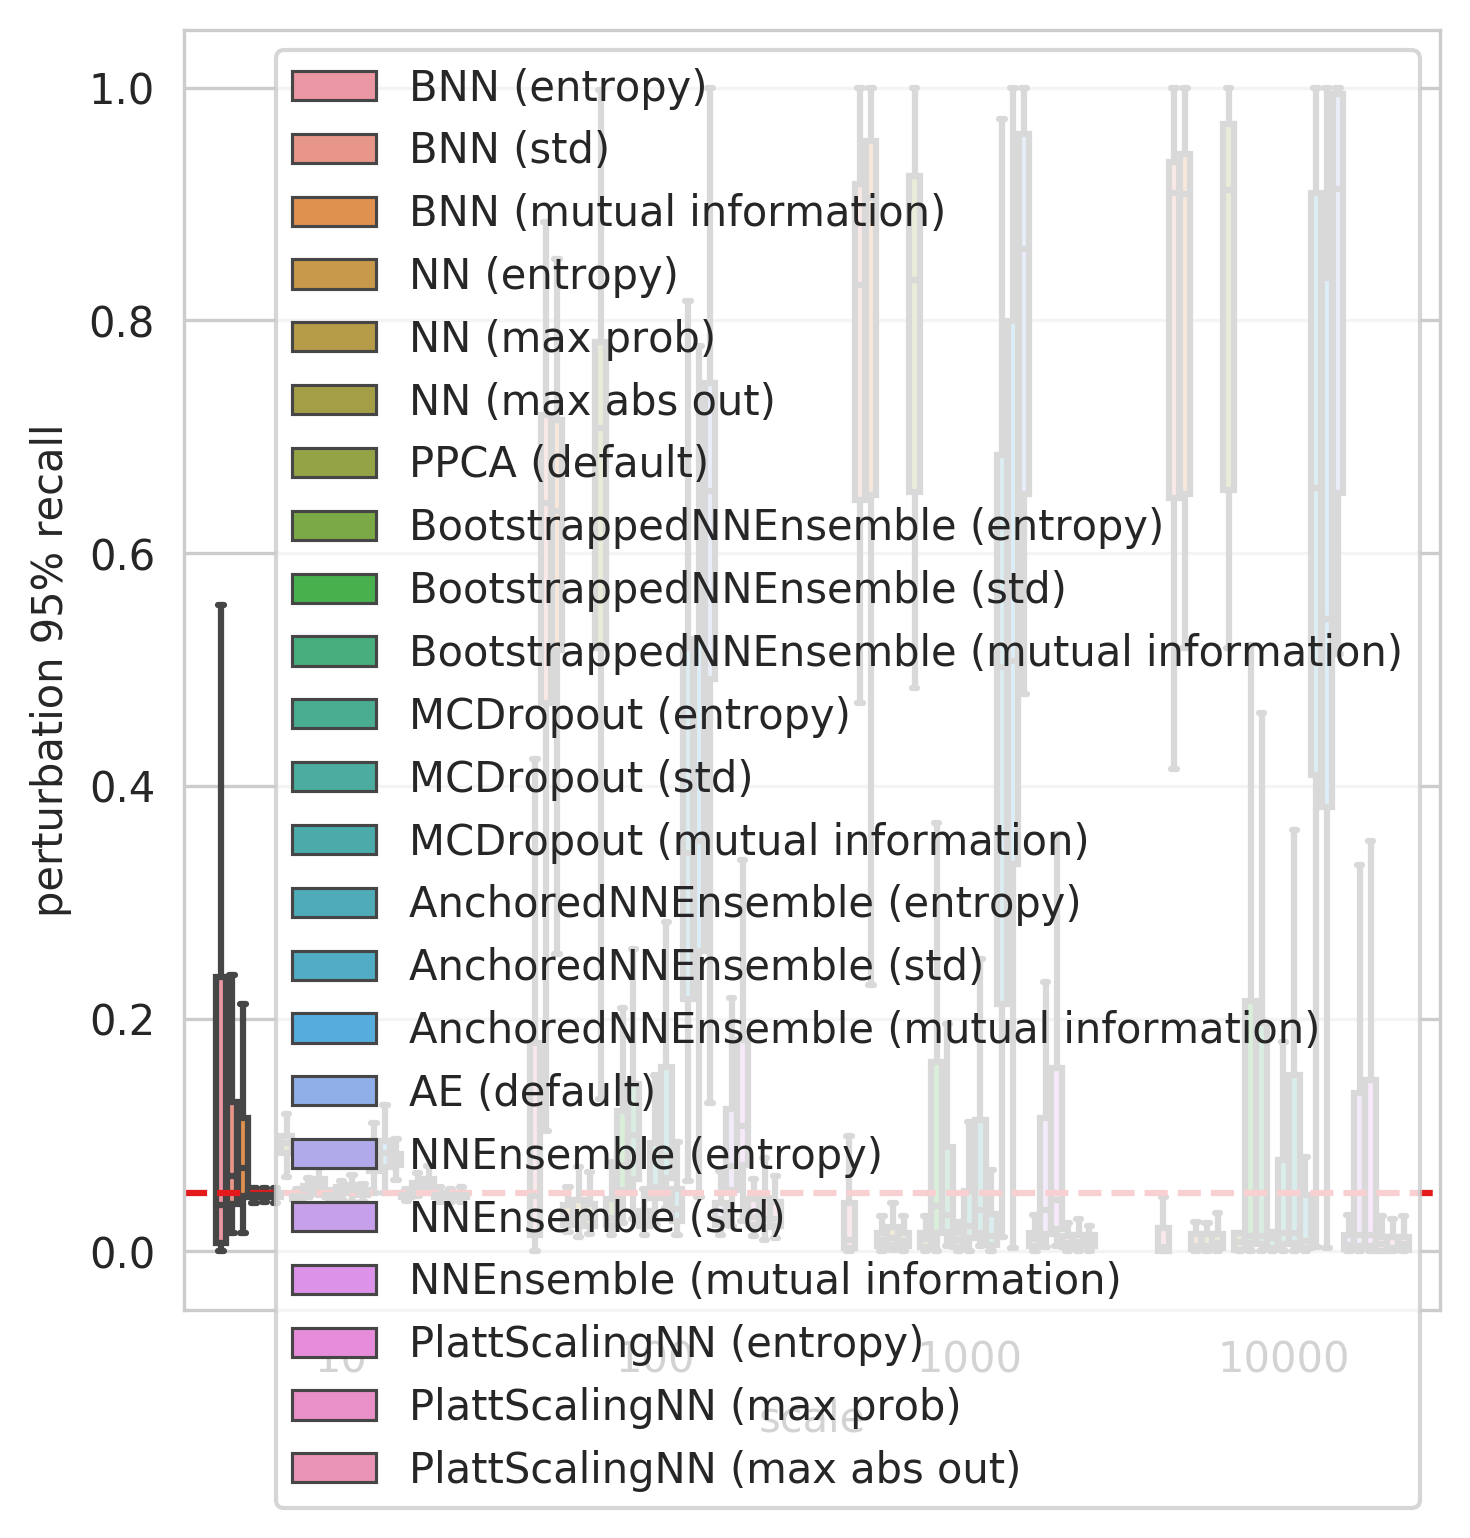 perturbation 95% recall
1.0
0.8
0.6
0.4
0.2
0.0
BNN (entropy)
BNN (std)
BNN (mutual information)
NN (entropy)
NN (max prob)
NN (max abs out)
PPCA (default)
BootstrappedNNEnsemble (entropy)
BootstrappedNNEnsemble (std)
BootstrappedNNEnsemble (mutual information)
MCDropout (entropy)
MCDropout (std)
MCDropout (mutual information)
AnchoredNNEnsemble (entropy)
AnchoredNNEnsemble (std)
AnchoredNNEnsemble (mutual information)
AE (default)
NNEnsemble (entropy)
NNEnsemble (std)
NNEnsemble (mutual information)
PlattScalingNN (entropy)
PlattScalingNN (max prob)
PlattScalingNN (max abs out)
10 100 1000 10000
scale